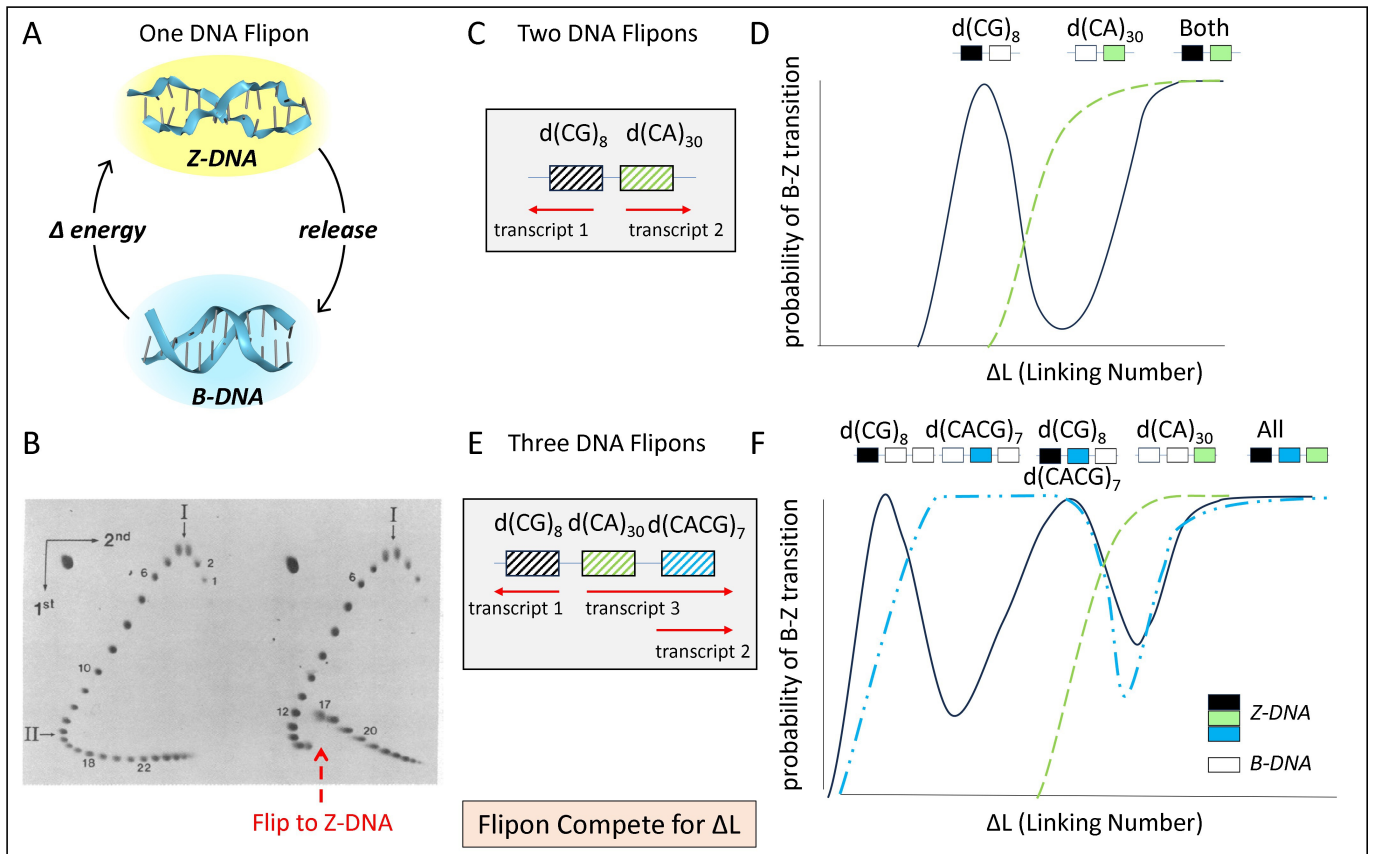 A
One DNA Flipon
Z-DNA
Δ energy
release
B-DNA
B
I
I
2nd
1st
6
2
1
10
II
18
22
6
12
17
20
Flip to Z-DNA
C
Two DNA Flipons
d(CG)8
d(CA)30
transcript 1
transcript 2
D
d(CG)8
d(CA)30
Both
probability of B-Z transition
ΔL (Linking Number)
E
Three DNA Flipons
d(CG)8
d(CA)30
d(CACG)7
transcript 1
transcript 3
transcript 2
Flipon Compete for ΔL
F
d(CG)8
d(CACG)7
d(CG)8
d(CACG)7
d(CA)30
All
probability of B-Z transition
Z-DNA
B-DNA
ΔL (Linking Number)